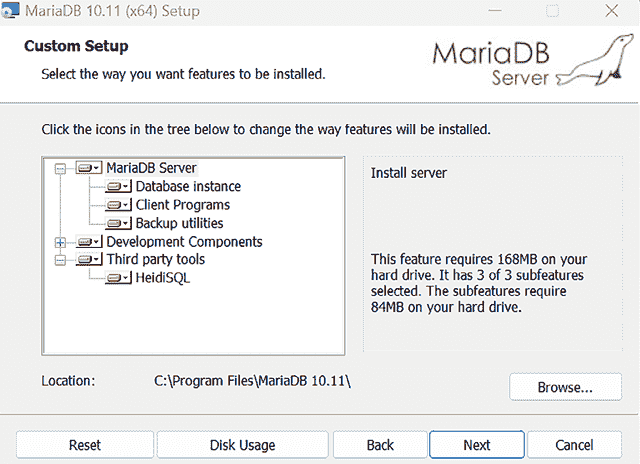 MariaDB 10.11 (x64) Setup
Custom Setup
Select the way you want features to be installed.
MariaDB
Server
Click the icons in the tree below to change the way features will be installed.
MariaDB Server
Database instance
Client Programs
Backup utilities
Development Components
Third party tools
HeidiSQL
Install server
This feature requires 168MB on your
hard drive. It has 3 of 3 subfeatures
selected. The subfeatures require
84MB on your hard drive.
Location: C:\Program Files\MariaDB 10.11\
Browse...
Reset Disk Usage Back Next Cancel